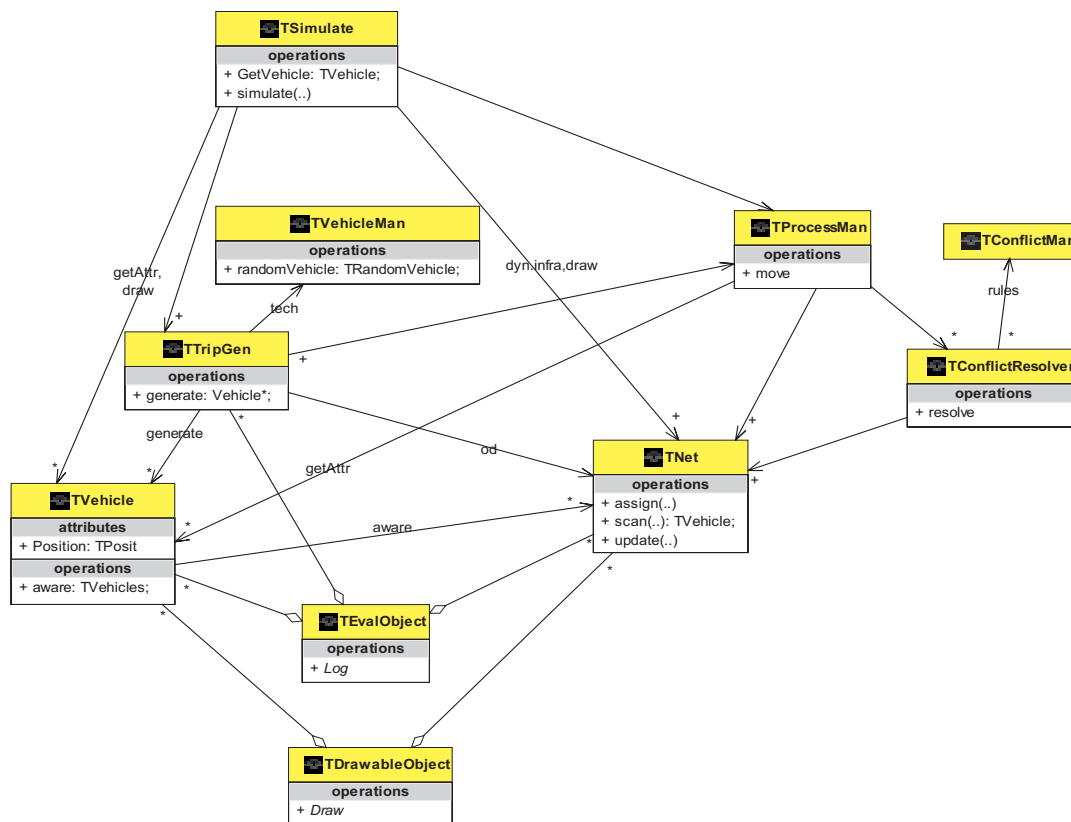 TSimulate
operations
+ GetVehicle: TVehicle;
+ simulate(..)
TVehicleMan
operations
+ randomVehicle: TRandomVehicle;
TProcessMan
operations
+ move
TConflictMan
getAttr,
draw
dyn.infra,draw
rules
tech
+
*
*
TTripGen
operations
+ generate: Vehicle*;
+
TConflictResolver
operations
+ resolve
*
generate
+
+
od
getAttr
*
*
TNet
operations
+ assign(..)
+ scan(..): TVehicle;
+ update(..)
+
TVehicle
attributes
+ Position: TPosit
operations
+ aware: TVehicles;
*
*
aware
*
*
*
*
TEvalObject
operations
+ Log
TDrawableObject
operations
+ Draw